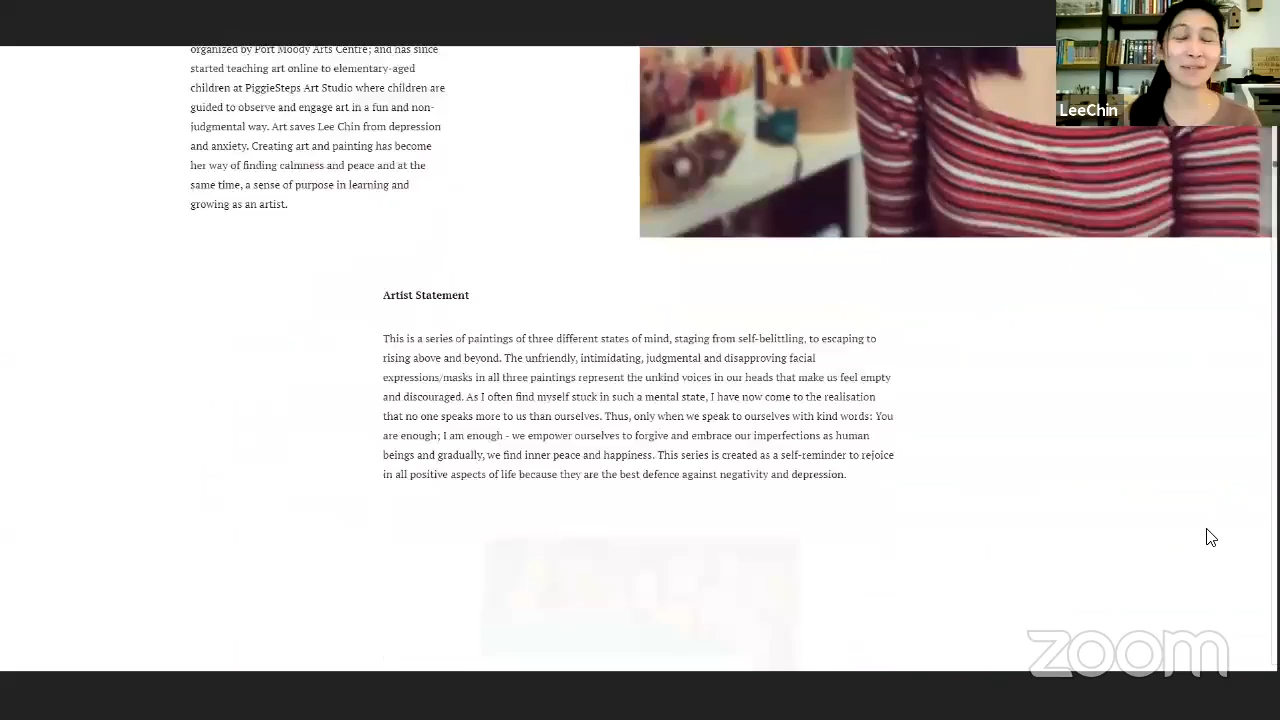 organized by Port Moody Arts Centre; and has since
started teaching art online to elementary-aged
children at PiggieSteps Art Studio where children are
guided to observe and engage art in a fun and non-
judgmental way. Art saves Lee Chin from depression
and anxiety. Creating art and painting has become
her way of finding calmness and peace and at the
same time, a sense of purpose in learning and
growing as an artist.
LeeChin
Artist Statement
This is a series of paintings of three different states of mind, staging from self-belittling, to escaping to
rising above and beyond. The unfriendly, intimidating, judgmental and disapproving facial
expressions/masks in all three paintings represent the unkind voices in our heads that make us feel empty
and discouraged. As I often find myself stuck in such a mental state, I have now come to the realisation
that no one speaks more to us than ourselves. Thus, only when we speak to ourselves with kind words: You
are enough; I am enough - we empower ourselves to forgive and embrace our imperfections as human
beings and gradually, we find inner peace and happiness. This series is created as a self-reminder to rejoice
in all positive aspects of life because they are the best defence against negativity and depression.
zoom